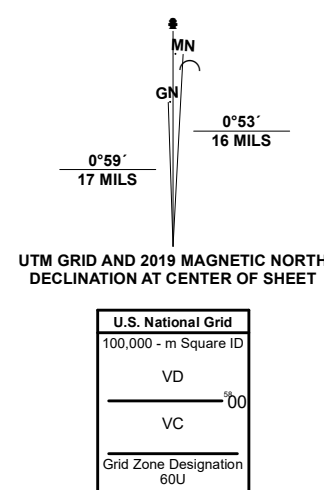 MN
GN
0°53´
16 MILS
0°59´
17 MILS
UTM GRID AND 2019 MAGNETIC NORTH
DECLINATION AT CENTER OF SHEET
U.S. National Grid
100,000 - m Square ID
VD
5800
VC
Grid Zone Designation
60U